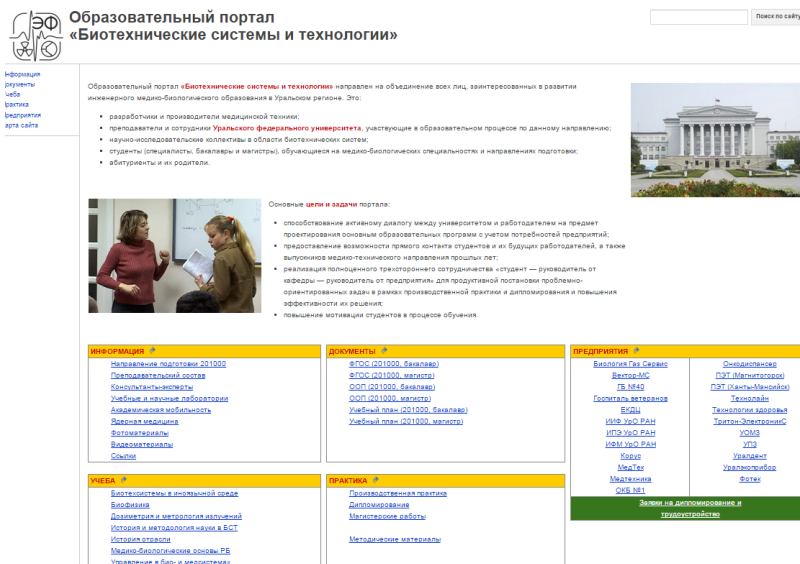 ЭФ
Образовательный портал
«Биотехнические системы и технологии»
Поиск по сайту
Информация
Документы
Учеба
Практика
Предприятия
Карта сайта
Образовательный портал «Биотехнические системы и технологии» направлен на объединение всех лиц, заинтересованных в развитии
инженерного медико-биологического образования в Уральском регионе. Это:
разработчики и производители медицинской техники;
преподаватели и сотрудники Уральского федерального университета, участвующие в образовательном процессе по данному направлению;
научно-исследовательские коллективы в области биотехнических систем;
студенты (специалисты, бакалавры и магистры), обучающиеся на медико-биологических специальностях и направлениях подготовки;
абитуриенты и их родители.
Основные цели и задачи портала:
способствование активному диалогу между университетом и работодателем на предмет
проектирования основным образовательных программ с учетом потребностей предприятий;
предоставление возможности прямого контакта студентов и их будущих работодателей, а также
выпускников медико-технического направления прошлых лет;
реализация полноценного трехстороннего сотрудничества «студент — руководитель от
кафедры — руководитель от предприятия» для продуктивной постановки проблемно-
ориентированных задач в рамках производственной практики и дипломирования и повышения
эффективности их решения;
повышение мотивации студентов в процессе обучения.
ИНФОРМАЦИЯ
Направление подготовки 201000
Преподавательский состав
Консультанты-эксперты
Учебные и научные лаборатории
Академическая мобильность
Ядерная медицина
Фотоматериалы
Видеоматериалы
Ссылки
ДОКУМЕНТЫ
ФГОС (201000, бакалавр)
ФГОС (201000, магистр)
ООП (201000, бакалавр)
ООП (201000, магистр)
Учебный план (201000, бакалавр)
Учебный план (201000, магистр)
ПРЕДПРИЯТИЯ
Биология Газ Сервис
Вектор-МС
ГБ №40
Госпиталь ветеранов
ЕКДЦ
ИИФ УрО РАН
ИПЭ УрО РАН
ИФМ УрО РАН
Корус
МедТек
Медтехника
ОКБ №1
Онкодиспансер
ПЭТ (Магнитогорск)
ПЭТ (Ханты-Мансийск)
Технолайн
Технологии здоровья
Тритон-ЭлектроникС
УОМЗ
УПЗ
Уралдент
Уралэкоприбор
Фотек
Заявки на дипломирование и
трудоустройство
УЧЕБА
Биотехсистемы в иноязычной среде
Биофизика
Дозиметрия и метрология излучений
История и методология науки в БСТ
История отрасли
Медико-биологические основы РБ
Управление в био- и медсистемах
ПРАКТИКА
Производственная практика
Дипломирование
Магистерские работы
Методические материалы